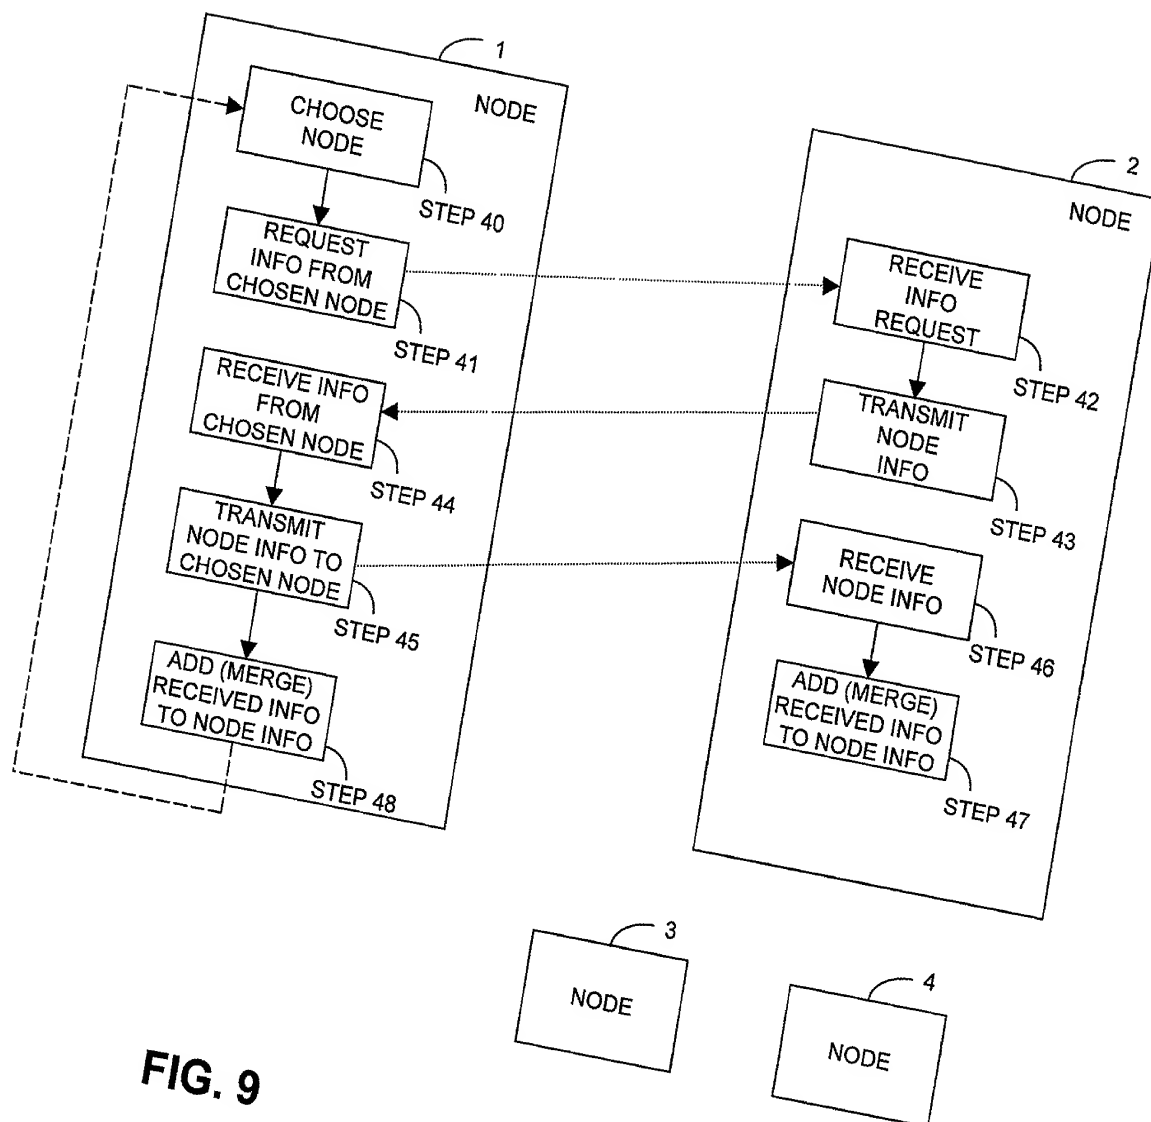 1
NODE
CHOOSE
NODE
STEP 40
REQUEST
INFO FROM
CHOSEN NODE
STEP 41
RECEIVE INFO
FROM
CHOSEN NODE
STEP 44
TRANSMIT
NODE INFO TO
CHOSEN NODE
STEP 45
ADD (MERGE)
RECEIVED INFO
TO NODE INFO
STEP 48
2
NODE
RECEIVE
INFO
REQUEST
STEP 42
TRANSMIT
NODE
INFO
STEP 43
RECEIVE
NODE INFO
STEP 46
ADD (MERGE)
RECEIVED INFO
TO NODE INFO
STEP 47
3
NODE
4
NODE
FIG. 9